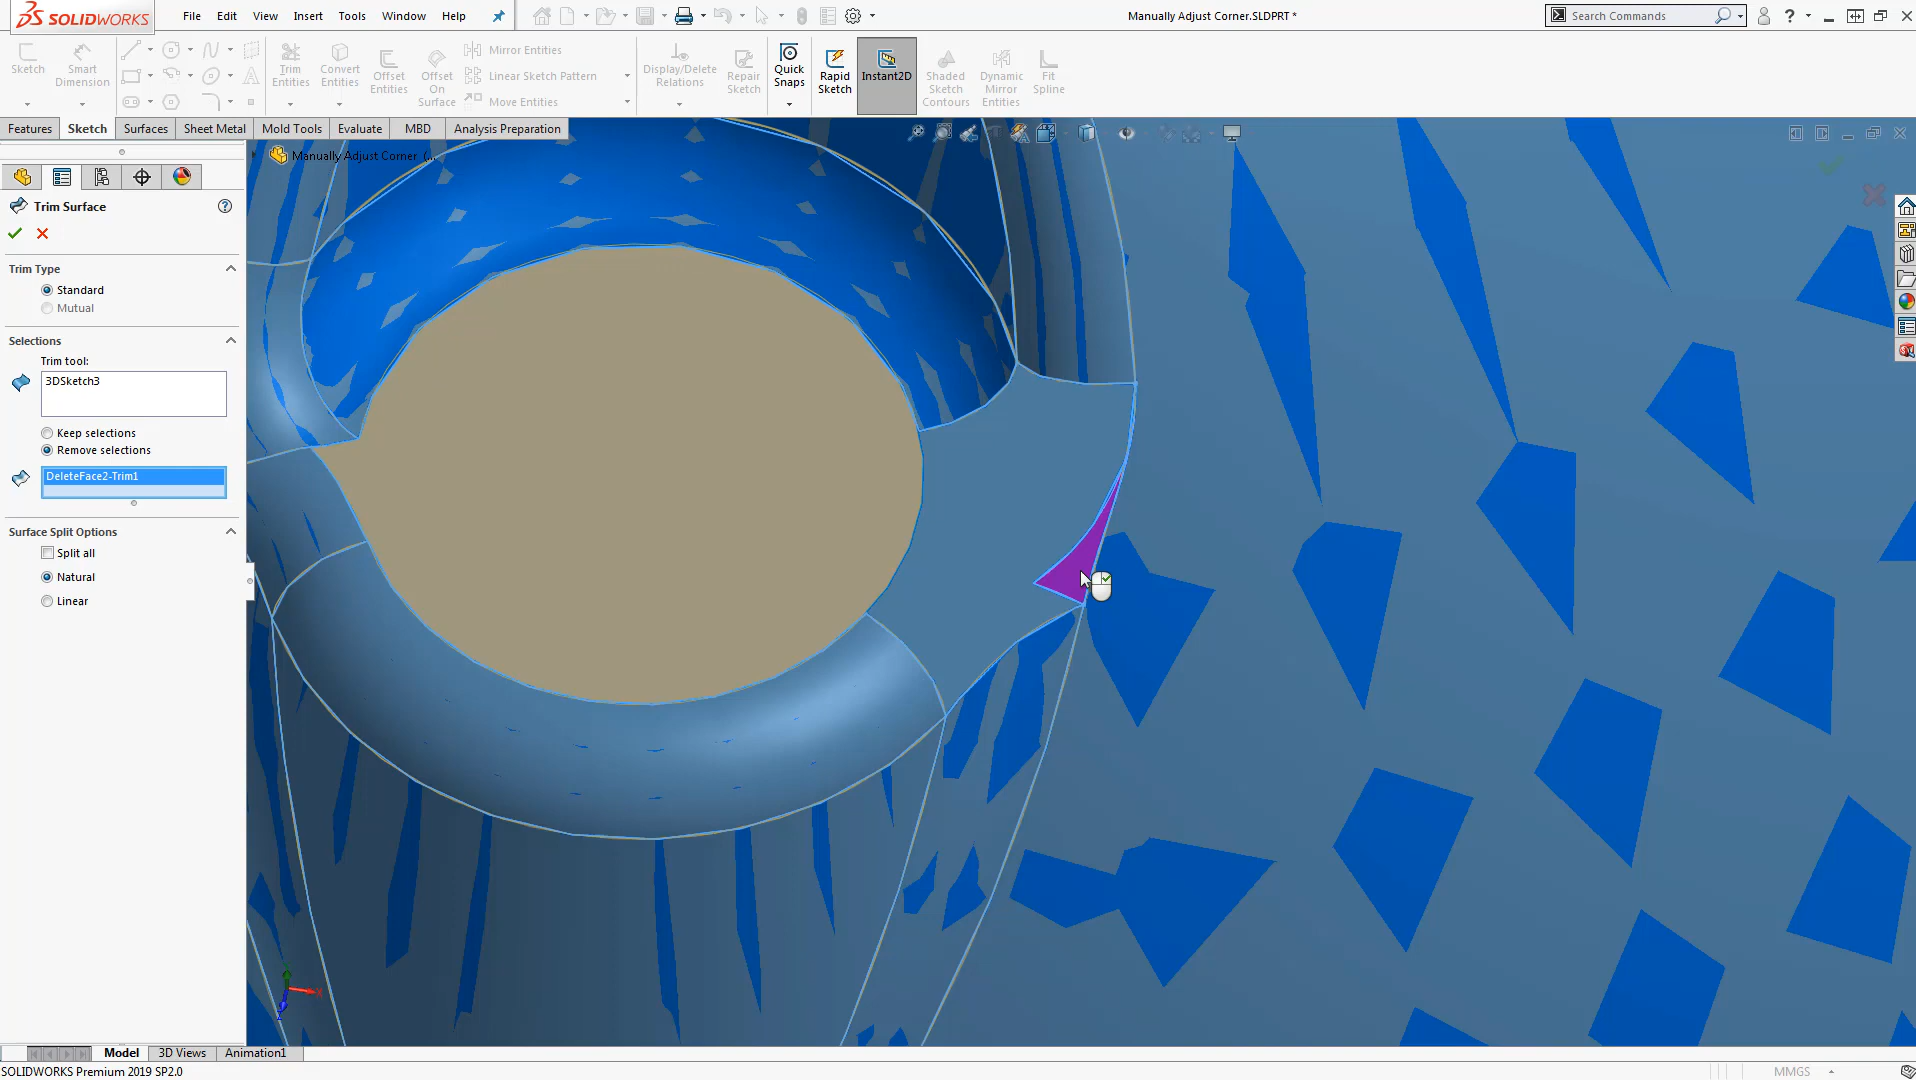 SOLIDWORKS
File Edit View Insert Tools Window Help
Manually Adjust Corner.SLDPRT *
Search Commands
Sketch
Smart Dimension
Trim Entities
Convert Entities
Offset Entities
Offset On Surface
Mirror Entities
Linear Sketch Pattern
Move Entities
Display/Delete Relations
Repair Sketch
Quick Snaps
Rapid Sketch
Instant2D
Shaded Sketch Contours
Dynamic Mirror Entities
Fit Spline
Features Sketch Surfaces Sheet Metal Mold Tools Evaluate MBD Analysis Preparation
Manually Adjust Corner (...
Trim Surface
Trim Type
Standard
Mutual
Selections
Trim tool:
3DSketch3
Keep selections
Remove selections
DeleteFace2-Trim1
Surface Split Options
Split all
Natural
Linear
Model 3D Views Animation1
SOLIDWORKS Premium 2019 SP2.0
MMGS